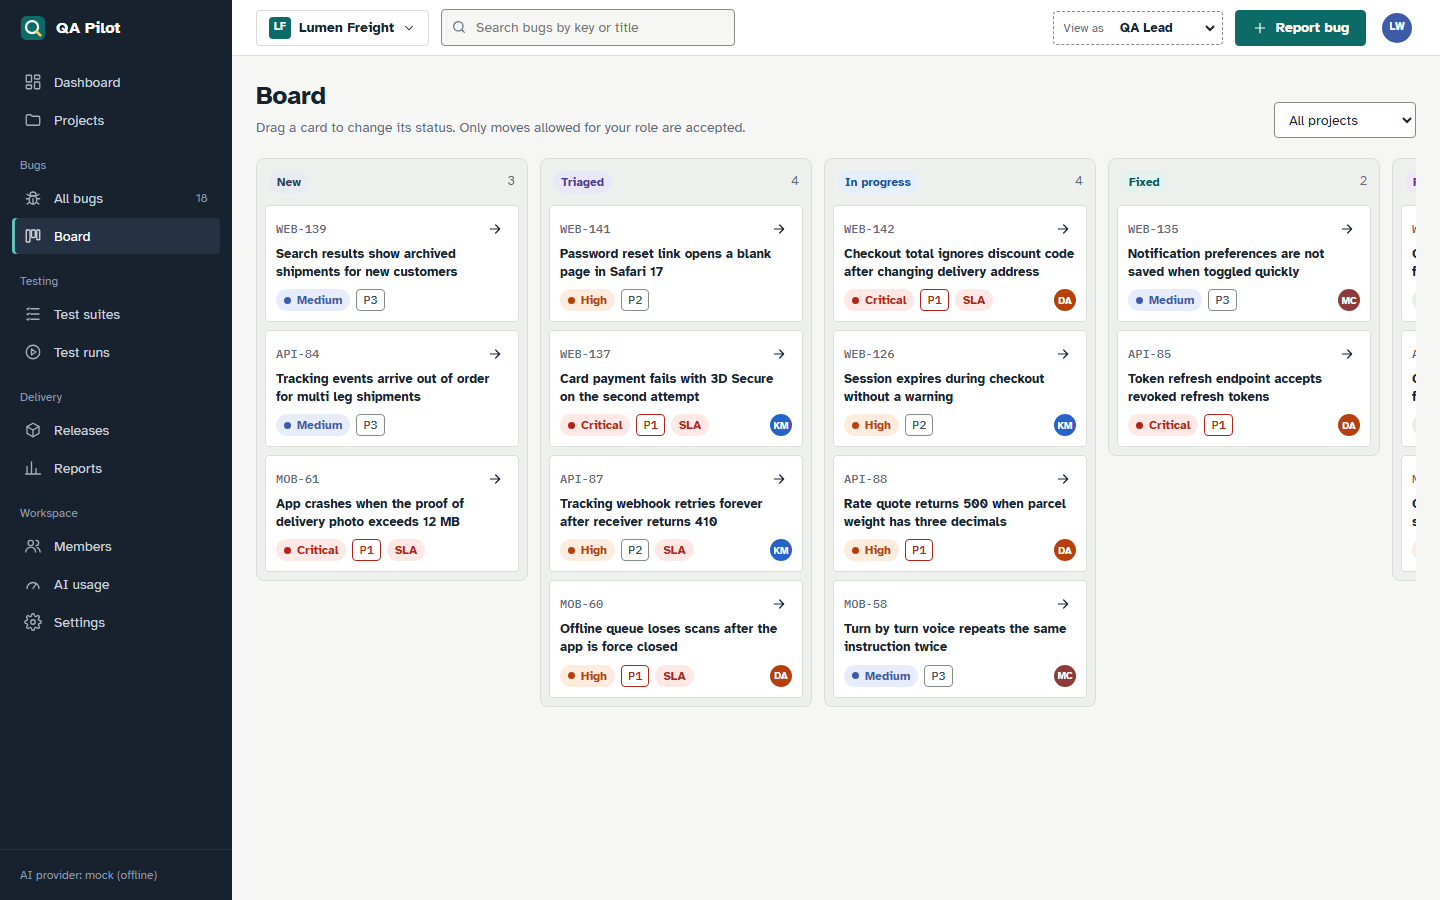 QA Pilot
Dashboard
Projects
Bugs
All bugs 18
Board
Testing
Test suites
Test runs
Delivery
Releases
Reports
Workspace
Members
AI usage
Settings
AI provider: mock (offline)
LF Lumen Freight
Search bugs by key or title
View as QA Lead
Report bug
LW
Board
Drag a card to change its status. Only moves allowed for your role are accepted.
All projects
New 3
WEB-139
Search results show archived
shipments for new customers
Medium P3
API-84
Tracking events arrive out of order
for multi leg shipments
Medium P3
MOB-61
App crashes when the proof of
delivery photo exceeds 12 MB
Critical P1 SLA
Triaged 4
WEB-141
Password reset link opens a blank
page in Safari 17
High P2
WEB-137
Card payment fails with 3D Secure
on the second attempt
Critical P1 SLA KM
API-87
Tracking webhook retries forever
after receiver returns 410
High P2 SLA KM
MOB-60
Offline queue loses scans after the
app is force closed
High P1 SLA DA
In progress 4
WEB-142
Checkout total ignores discount code
after changing delivery address
Critical P1 SLA DA
WEB-126
Session expires during checkout
without a warning
High P2 KM
API-88
Rate quote returns 500 when parcel
weight has three decimals
High P1 DA
MOB-58
Turn by turn voice repeats the same
instruction twice
Medium P3 MC
Fixed 2
WEB-135
Notification preferences are not
saved when toggled quickly
Medium P3 MC
API-85
Token refresh endpoint accepts
revoked refresh tokens
Critical P1 DA